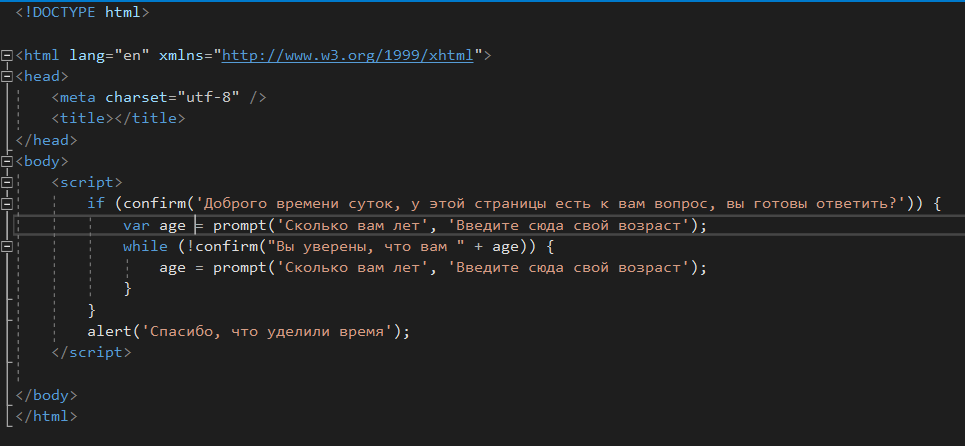 <!DOCTYPE html>
<html lang="en" xmlns="http://www.w3.org/1999/xhtml">
<head>
    <meta charset="utf-8" />
    <title></title>
</head>
<body>
    <script>
        if (confirm('Доброго времени суток, у этой страницы есть к вам вопрос, вы готовы ответить?')) {
            var age = prompt('Сколько вам лет', 'Введите сюда свой возраст');
            while (!confirm("Вы уверены, что вам " + age)) {
                age = prompt('Сколько вам лет', 'Введите сюда свой возраст');
            }
        }
        alert('Спасибо, что уделили время');
    </script>
</body>
</html>